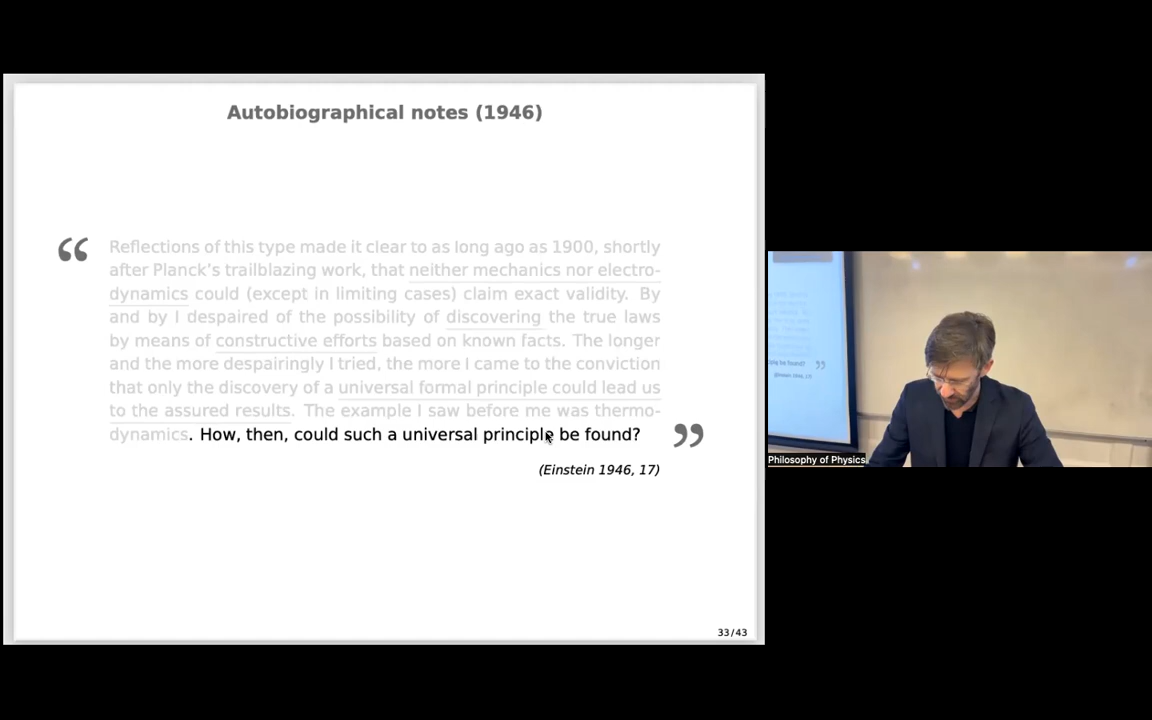 Autobiographical notes (1946)
“
Reflections of this type made it clear to as long ago as 1900, shortly
after Planck’s trailblazing work, that neither mechanics nor electro-
dynamics could (except in limiting cases) claim exact validity. By
and by I despaired of the possibility of discovering the true laws
by means of constructive efforts based on known facts. The longer
and the more despairingly I tried, the more I came to the conviction
that only the discovery of a universal formal principle could lead us
to the assured results. The example I saw before me was thermo-
dynamics. How, then, could such a universal principle be found?
”
(Einstein 1946, 17)
33/43
Philosophy of Physics